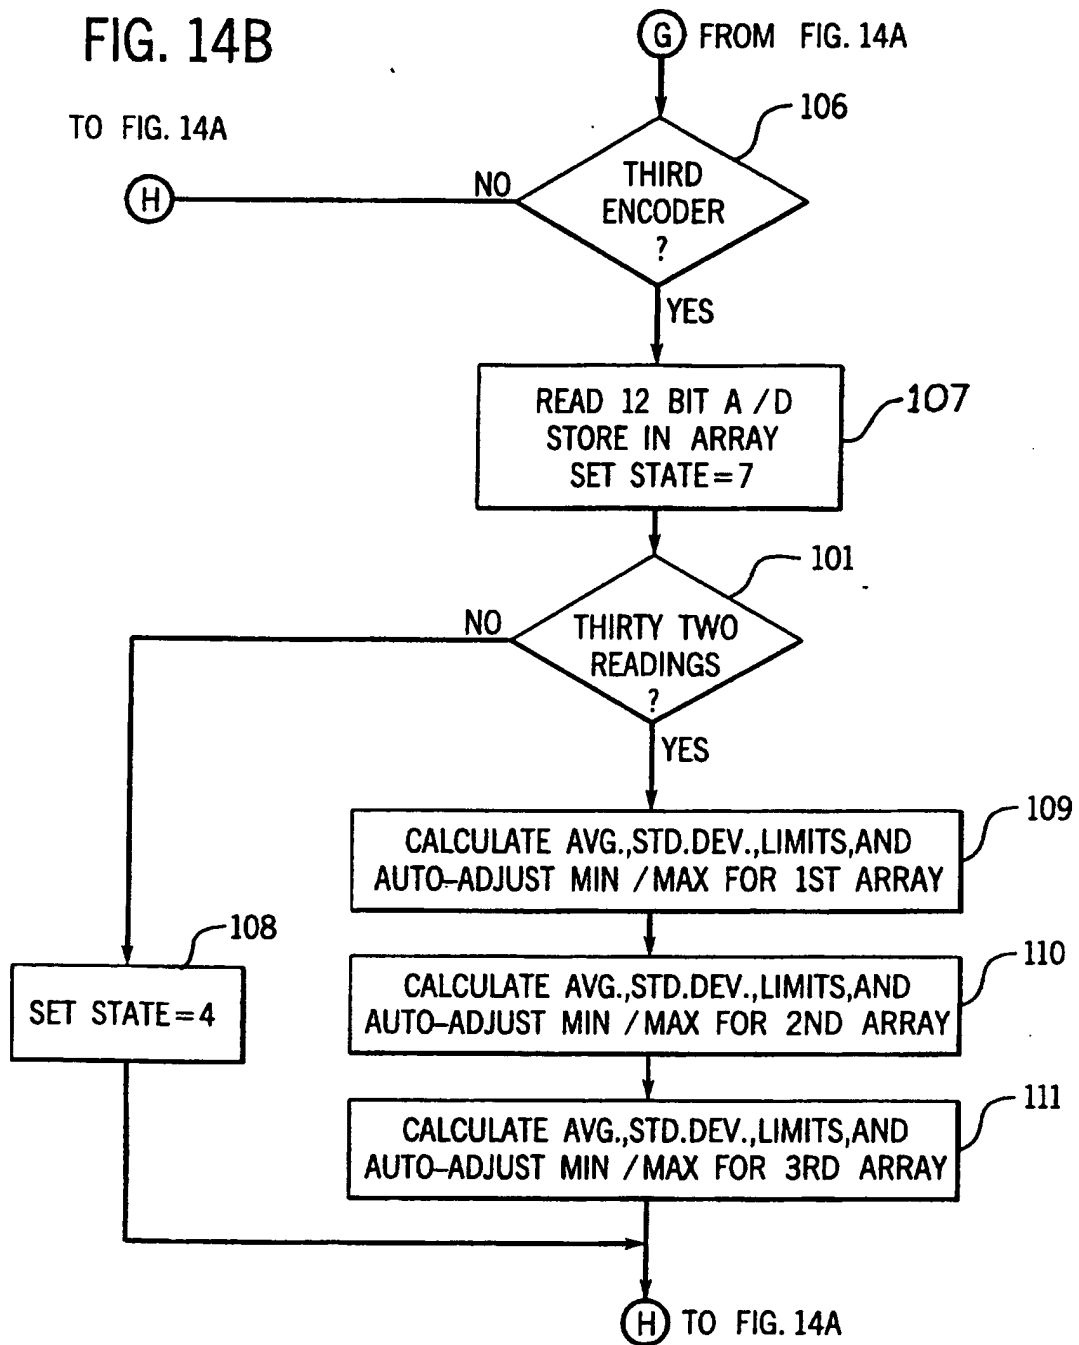 FIG. 14B
G FROM FIG. 14A
TO FIG. 14A
106
H
NO
THIRD
ENCODER
?
YES
READ 12 BIT A/D
STORE IN ARRAY
SET STATE=7
107
101
NO
THIRTY TWO
READINGS
?
YES
109
CALCULATE AVG.,STD.DEV.,LIMITS,AND
AUTO-ADJUST MIN/MAX FOR 1ST ARRAY
108
SET STATE=4
110
CALCULATE AVG.,STD.DEV.,LIMITS,AND
AUTO-ADJUST MIN/MAX FOR 2ND ARRAY
111
CALCULATE AVG.,STD.DEV.,LIMITS,AND
AUTO-ADJUST MIN/MAX FOR 3RD ARRAY
H TO FIG. 14A